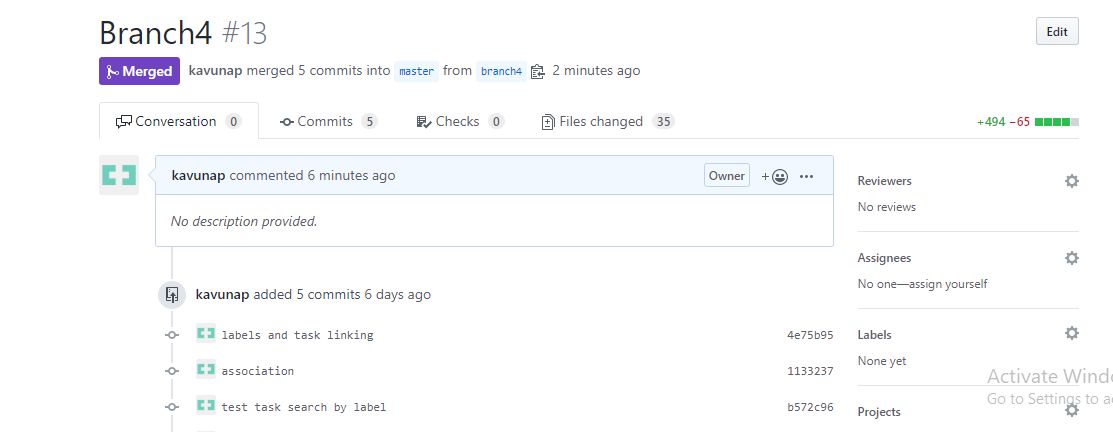 Branch4 #13
Edit
Merged kavunap merged 5 commits into master from branch4 2 minutes ago
Conversation 0 Commits 5 Checks 0 Files changed 35 +494 −65
kavunap commented 6 minutes ago Owner +
No description provided.
Reviewers
No reviews
Assignees
No one—assign yourself
kavunap added 5 commits 6 days ago
labels and task linking 4e75b95
association 1133237
test task search by label b572c96
Labels
None yet
Activate Wind
Go to Settings to a
Projects